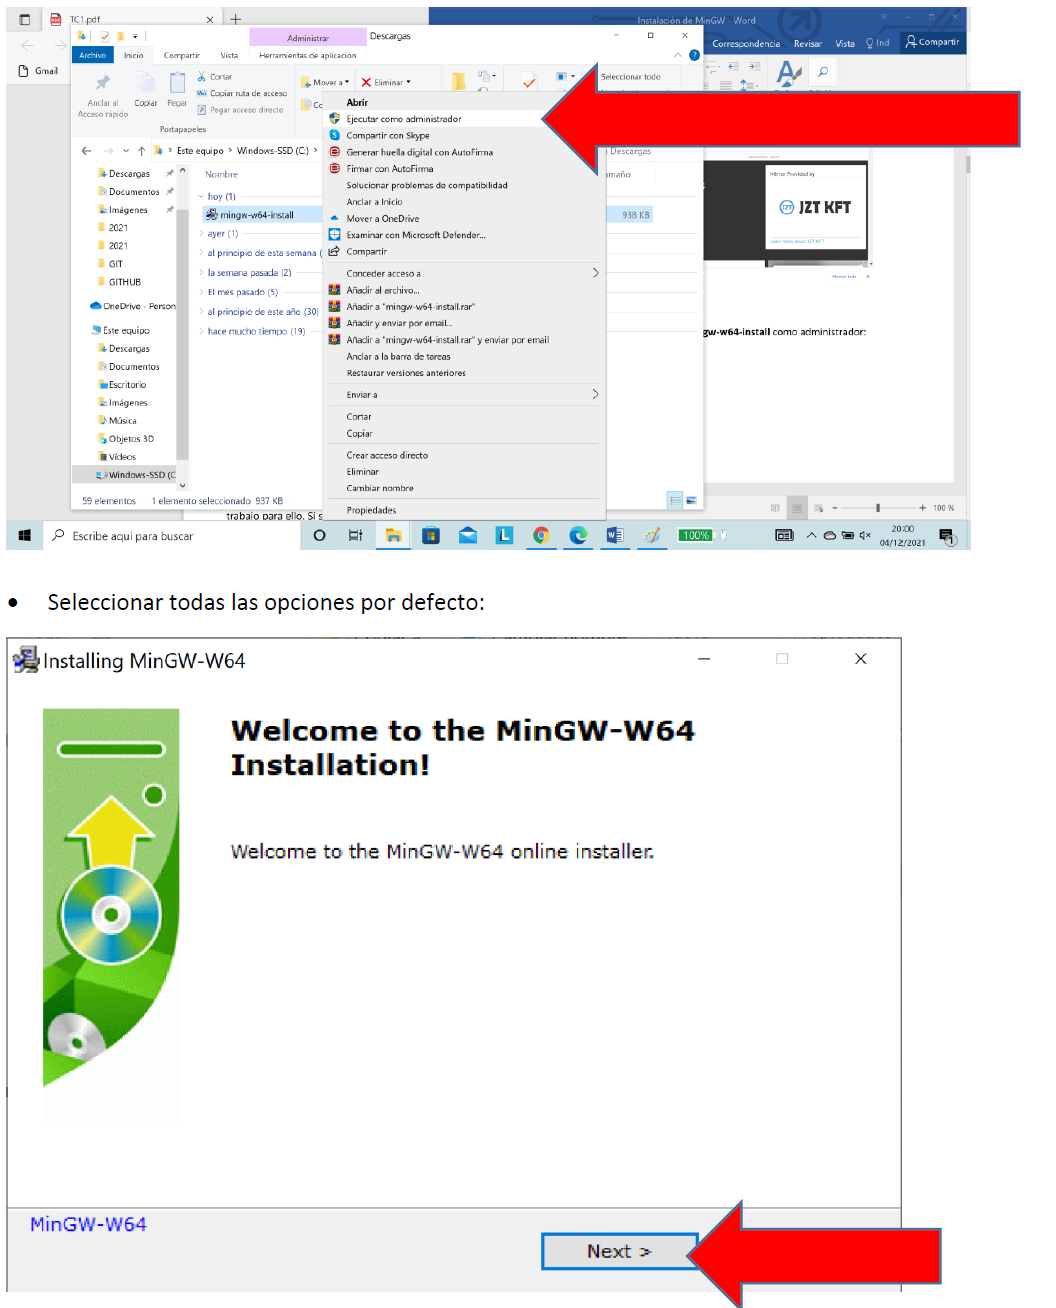 TC1.pdf
Instalación de MinGW - Word
Administrar
Descargas
Archivo
Inicio
Compartir
Vista
Herramientas de aplicación
Correspondencia
Revisar
Vista
Ind
Compartir
Gmail
Anclar al
Acceso rápido
Copiar
Pegar
Cortar
Copiar ruta de acceso
Pegar acceso directo
Portapapeles
Mover a
Eliminar
Seleccionar todo
Este equipo > Windows-SSD (C:) >
Descargas
Nombre
Descargas
Documentos
Imágenes
2021
2021
GIT
GITHUB
OneDrive - Person
Este equipo
Descargas
Documentos
Escritorio
Imágenes
Música
Objetos 3D
Vídeos
Windows-SSD (C
hoy (1)
mingw-w64-install
938 KB
ayer (1)
al principio de esta semana (
la semana pasada (2)
El mes pasado (5)
al principio de este año (30)
hace mucho tiempo (19)
Abrir
Ejecutar como administrador
Compartir con Skype
Generar huella digital con AutoFirma
Firmar con AutoFirma
Solucionar problemas de compatibilidad
Anclar a Inicio
Mover a OneDrive
Examinar con Microsoft Defender...
Compartir
Conceder acceso a
Añadir al archivo...
Añadir a "mingw-w64-install.rar"
Añadir y enviar por email...
Añadir a "mingw-w64-install.rar" y enviar por email
Anclar a la barra de tareas
Restaurar versiones anteriores
Enviar a
Cortar
Copiar
Crear acceso directo
Eliminar
Cambiar nombre
Propiedades
Mirror Provided by
JZT JZT KFT
Learn more about JZT KFT
gw-w64-install como administrador:
59 elementos 1 elemento seleccionado 937 KB
trabajo para ello. Si s
100 %
Escribe aquí para buscar
100%
20:00
04/12/2021
• Seleccionar todas las opciones por defecto:
Installing MinGW-W64
Welcome to the MinGW-W64
Installation!
Welcome to the MinGW-W64 online installer.
MinGW-W64
Next >